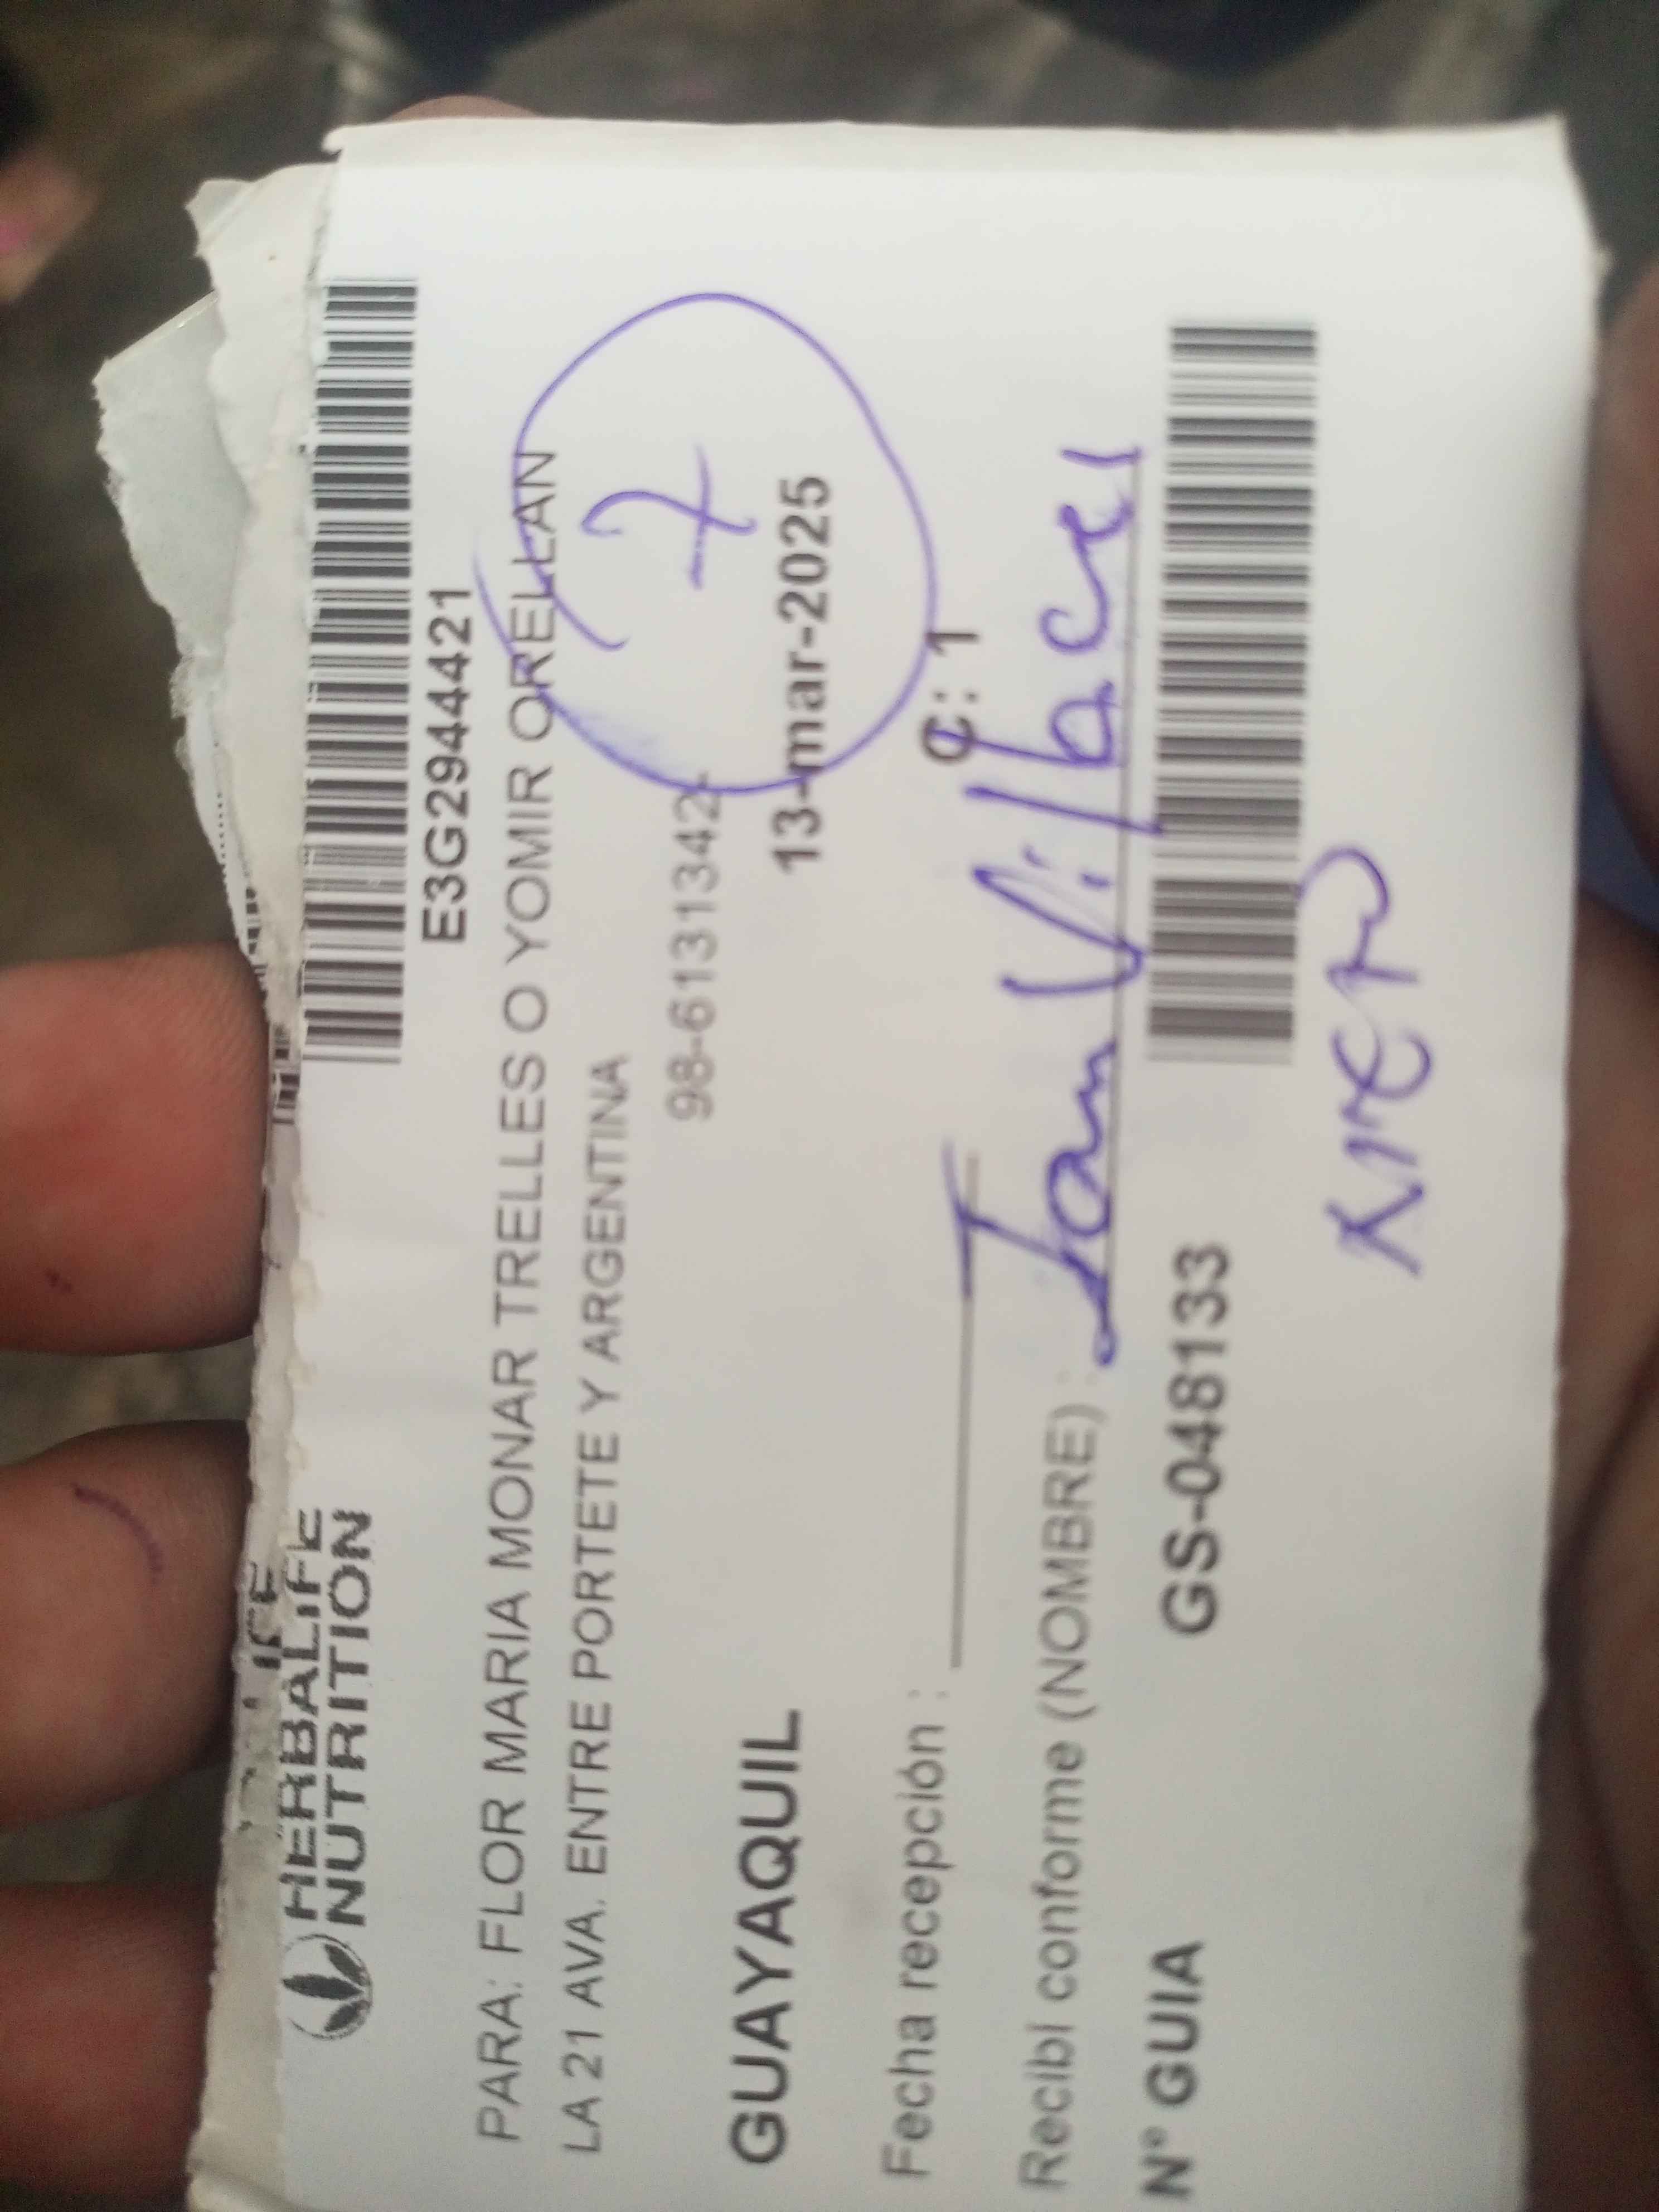 HERBALIFE
NUTRITION
E3G2944421
PARA: FLOR MARIA MONAR TRELLES O YOMIR ORELLAN
LA 21 AVA. ENTRE PORTETE Y ARGENTINA
98-6131342-
7
GUAYAQUIL
13-mar-2025
Fecha recepción :
C: 1
Recibí conforme (NOMBRE) :
N° GUIA
GS-048133